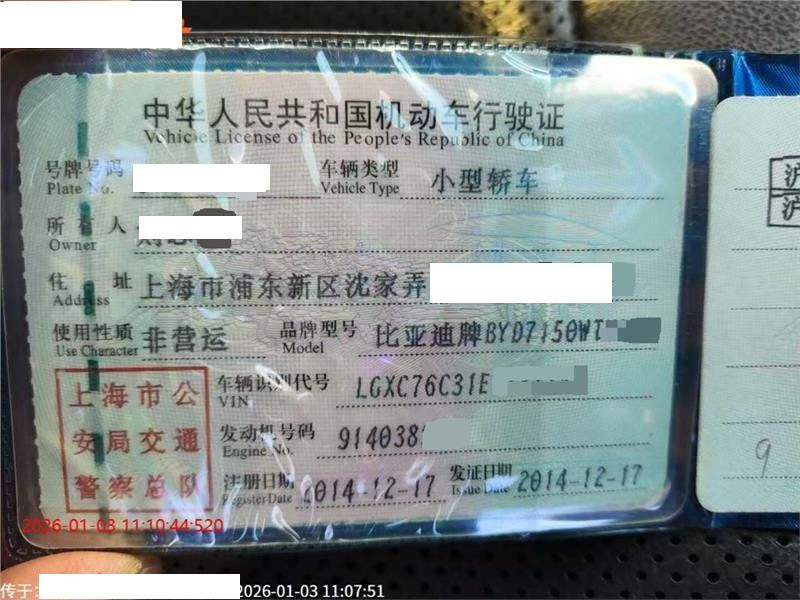 中华人民共和国机动车行驶证
Vehicle License of the People's Republic of China
号牌号码
Plate No.
车辆类型 小型轿车
Vehicle Type
所有人
Owner
住址 上海市浦东新区沈家弄
Address
使用性质 非营运
Use Character
品牌型号 比亚迪牌BYD7150WT
Model
上海市公
安局交通
警察总队
车辆识别代号 LGXC76C31E
VIN
发动机号码 914038
Engine No.
注册日期 2014-12-17
Register Date
发证日期 2014-12-17
Issue Date
沪
沪
9
2026-01-03 11:10:44:520
传于:
2026-01-03 11:07:51